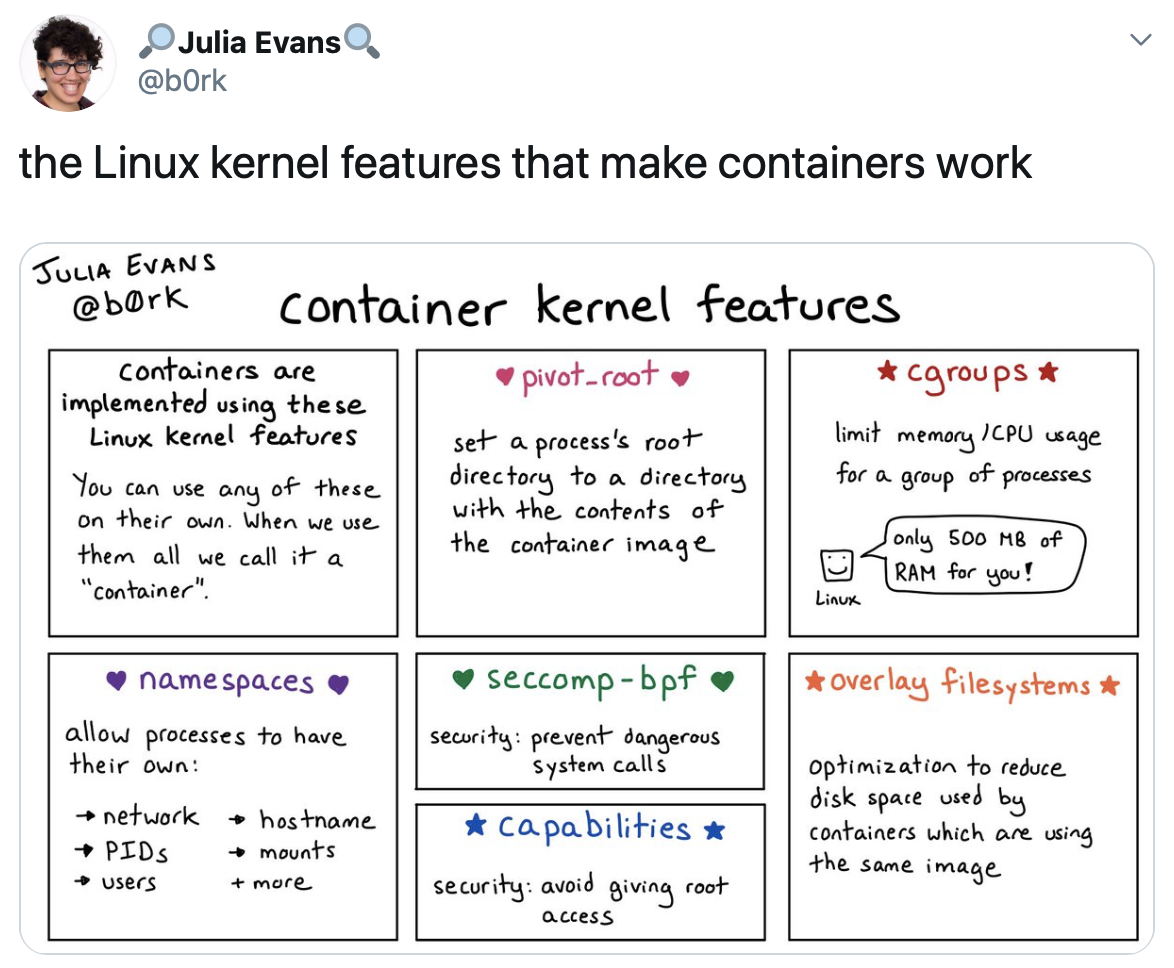 🔎Julia Evans🔍
@b0rk
the Linux kernel features that make containers work
JULIA EVANS
@b0rk
container kernel features
containers are
implemented using these
Linux kernel features
You can use any of these
on their own. When we use
them all we call it a
"container".
♥ pivot_root ♥
set a process's root
directory to a directory
with the contents of
the container image
★ cgroups ★
limit memory/CPU usage
for a group of processes
only 500 MB of
RAM for you!
Linux
♥ namespaces ♥
allow processes to have
their own:
→ network → hostname
→ PIDs → mounts
→ users + more
♥ seccomp-bpf ♥
security: prevent dangerous
system calls
★ capabilities ★
security: avoid giving root
access
★ overlay filesystems ★
optimization to reduce
disk space used by
containers which are using
the same image